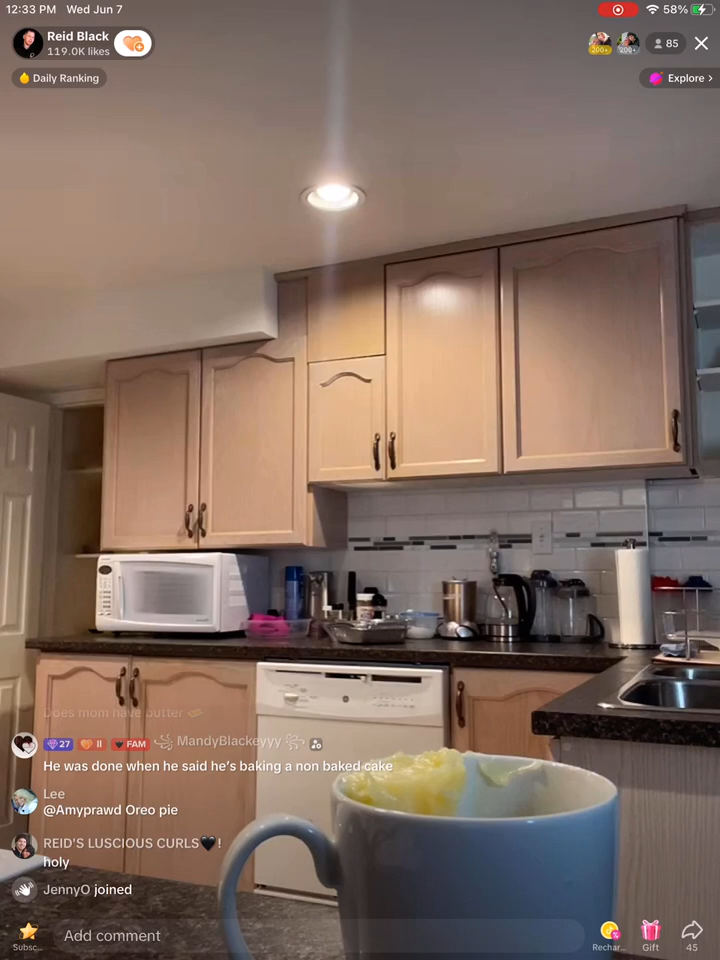 12:33 PM Wed Jun 7
58%
Reid Black
119.0K likes
200+
200+
85
Daily Ranking
Explore >
Does mom have butter
27 II FAM MandyBlackeyyy
He was done when he said he's baking a non baked cake
Lee
@Amyprawd Oreo pie
REID'S LUSCIOUS CURLS🖤!
holy
JennyO joined
Add comment
Subsc...
Rechar...
Gift
45